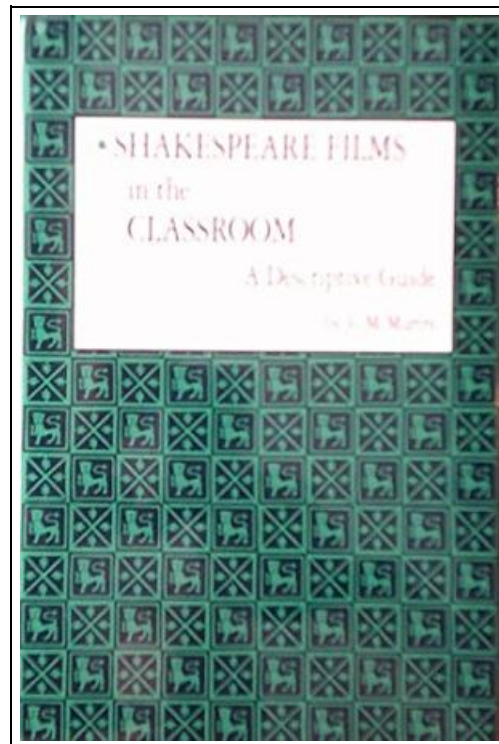 • SHAKESPEARE FILMS
in the
CLASSROOM
A Descriptive Guide
M.